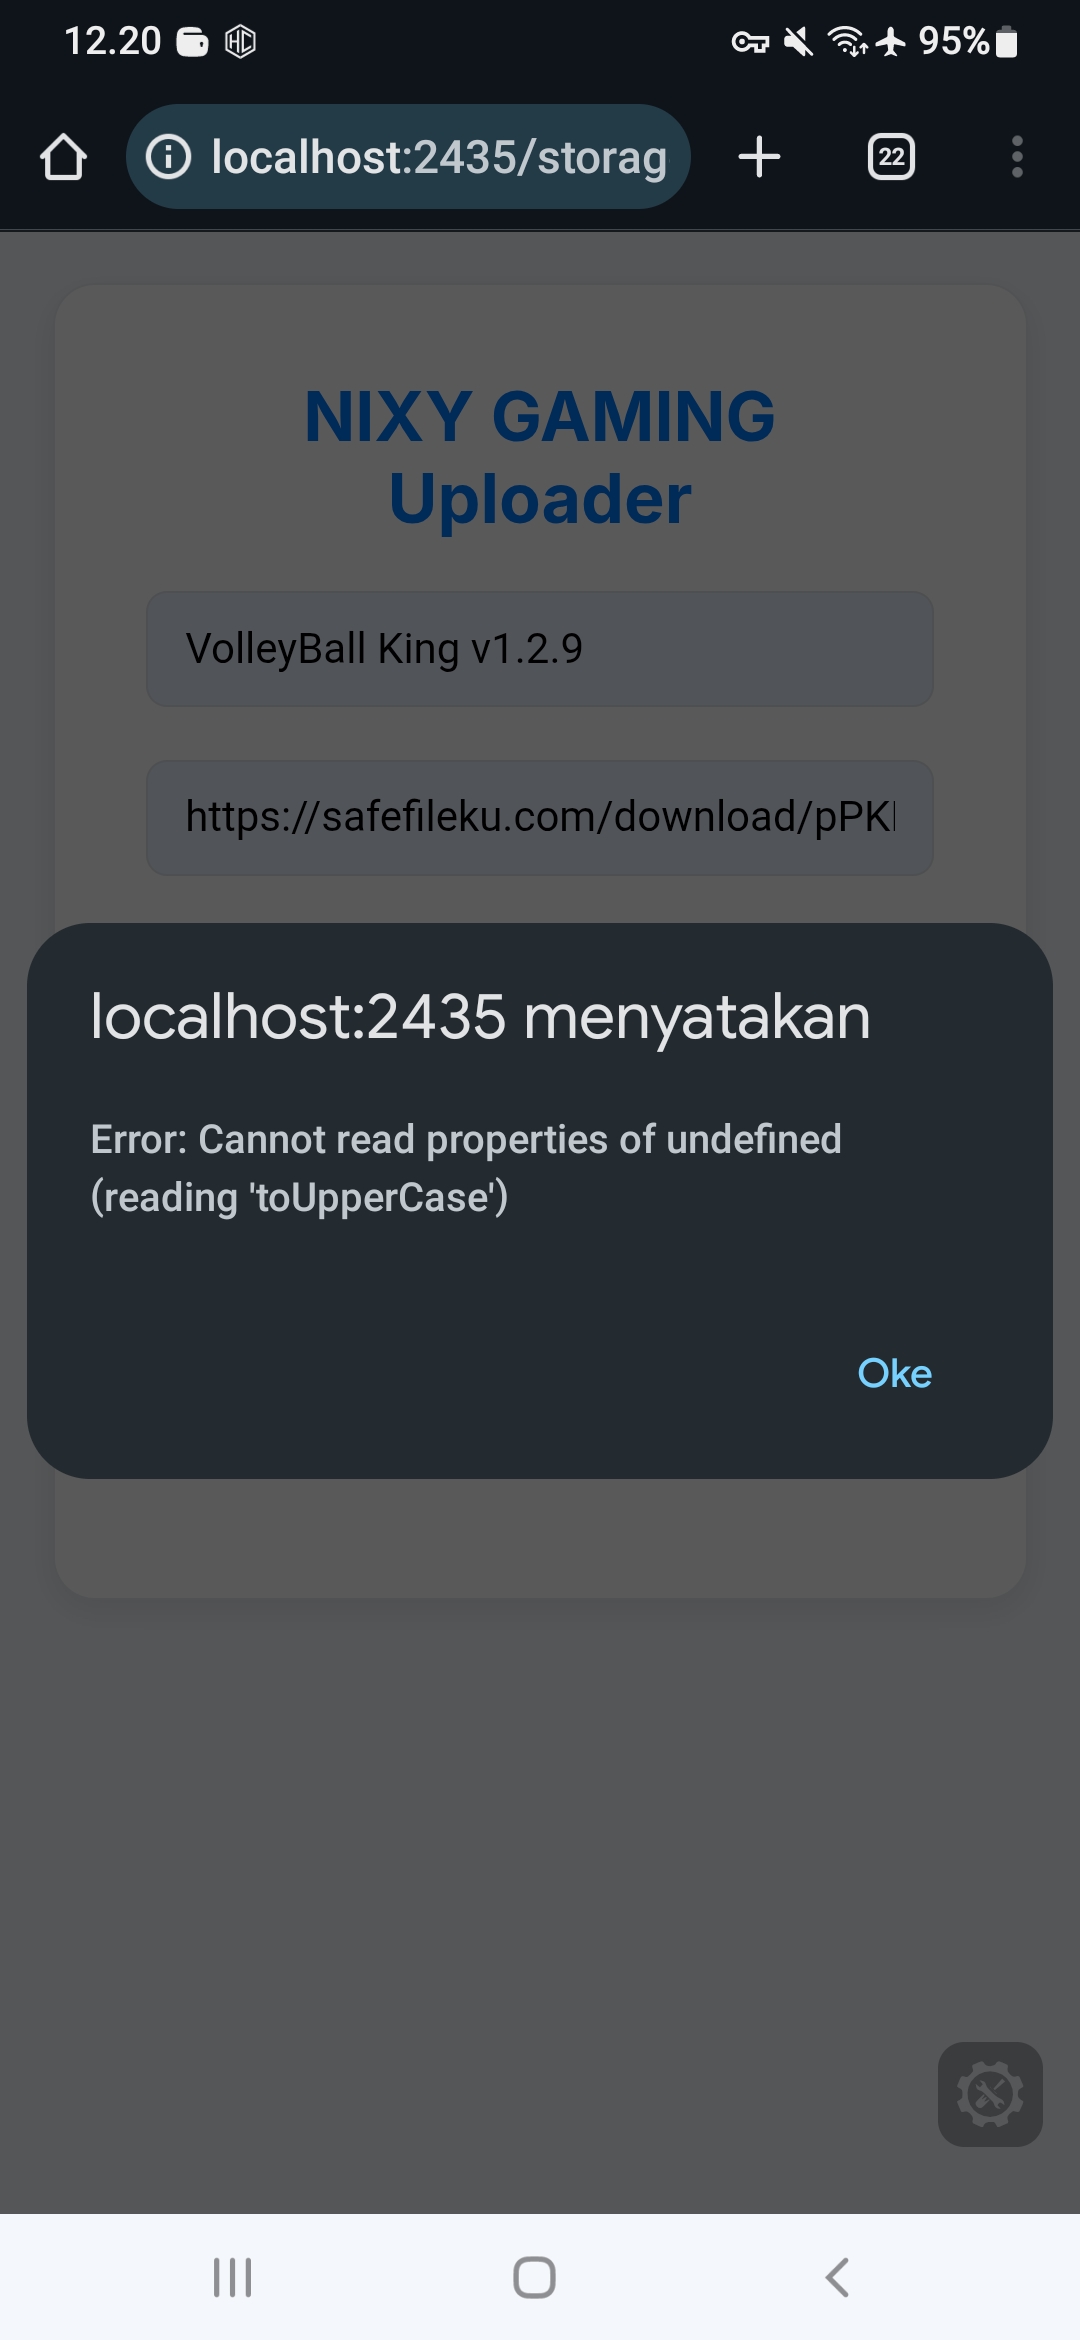 12.20
HC
95%
localhost:2435/storag
22
NIXY GAMING
Uploader
VolleyBall King v1.2.9
https://safefileku.com/download/pPK
localhost:2435 menyatakan
Error: Cannot read properties of undefined
(reading 'toUpperCase')
Oke